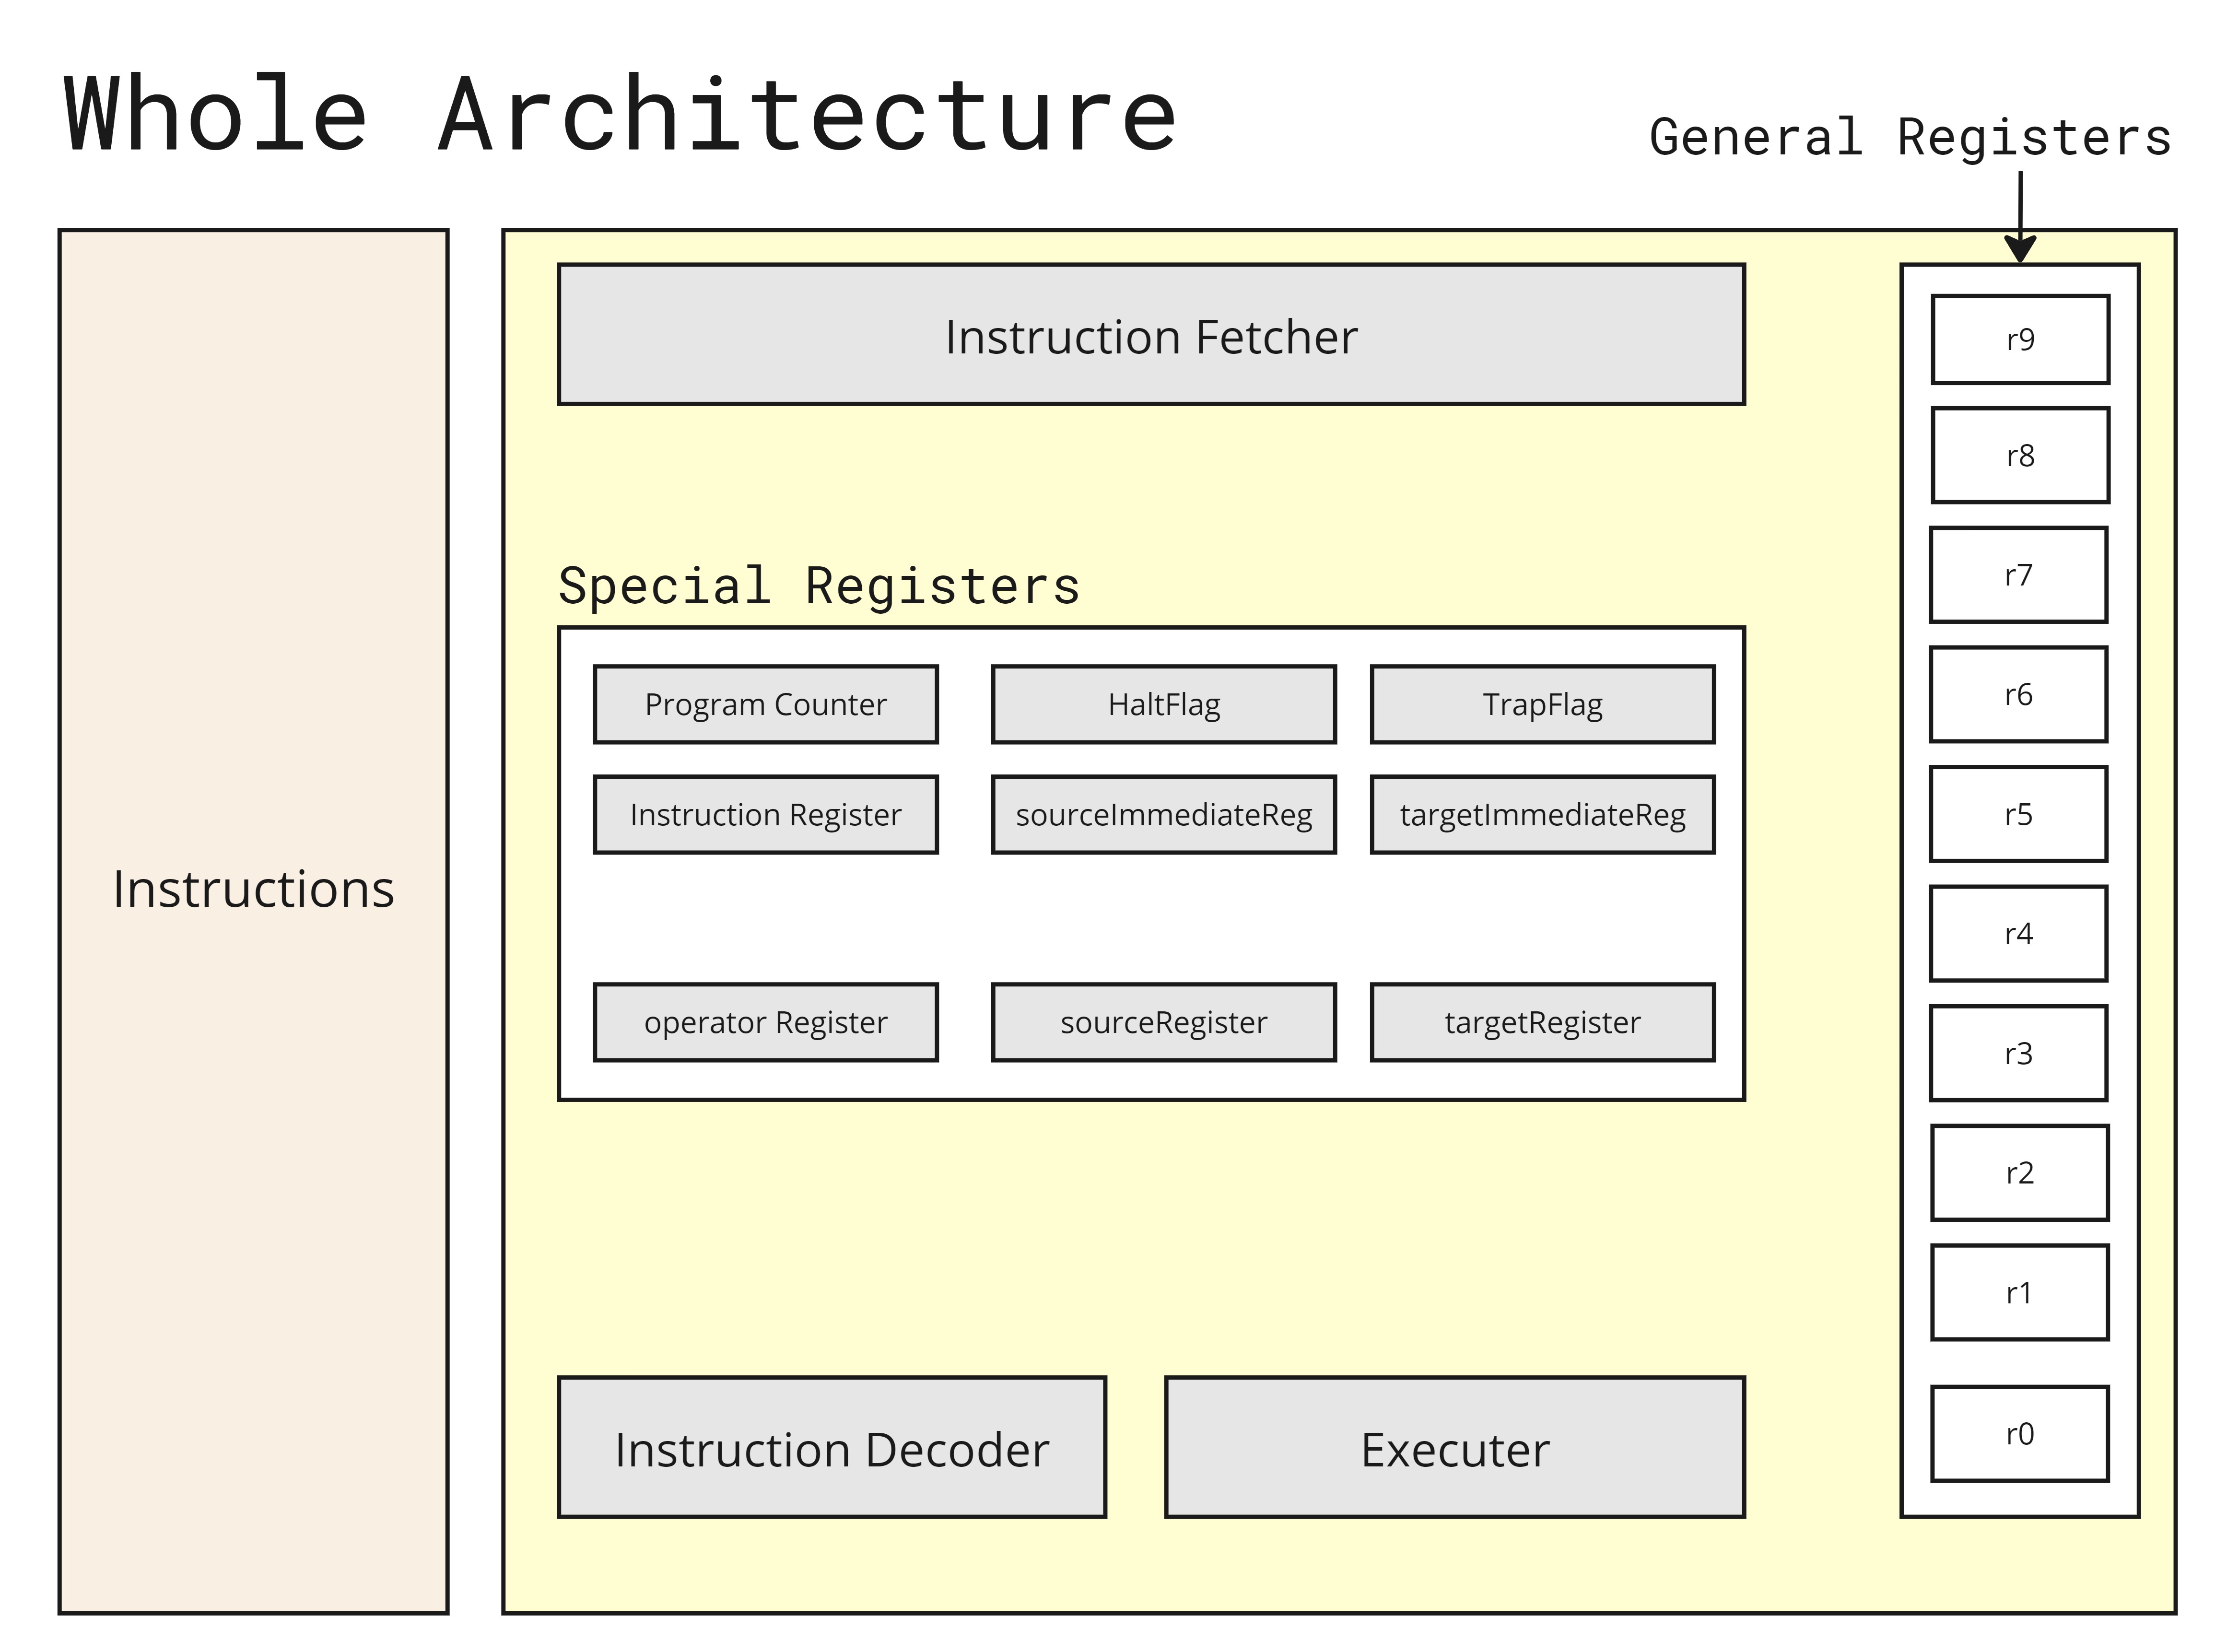 Whole Architecture
General Registers
Instructions
Instruction Fetcher
Special Registers
Program Counter
HaltFlag
TrapFlag
Instruction Register
sourceImmediateReg
targetImmediateReg
operator Register
sourceRegister
targetRegister
Instruction Decoder
Executer
r9
r8
r7
r6
r5
r4
r3
r2
r1
r0